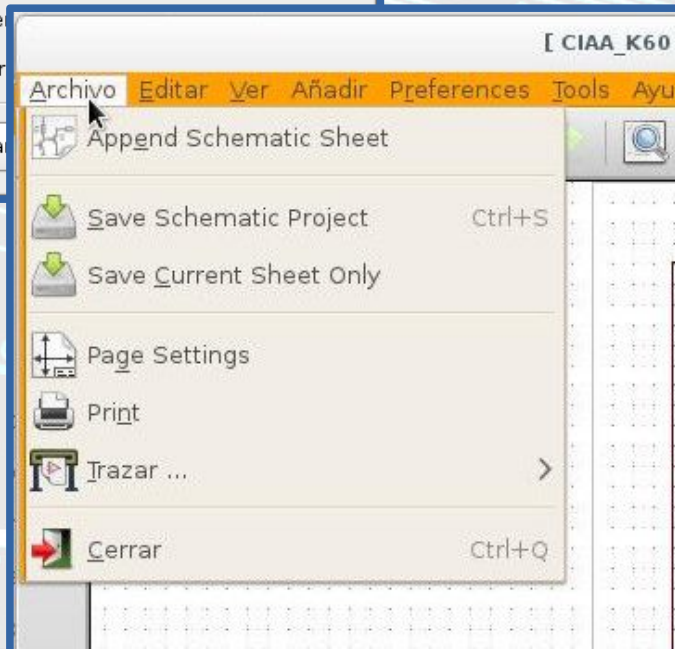 [ CIAA_K60
Archivo Editar Ver Añadir Preferences Tools Ayu
Append Schematic Sheet
Save Schematic Project Ctrl+S
Save Current Sheet Only
Page Settings
Print
Trazar ...
Cerrar Ctrl+Q